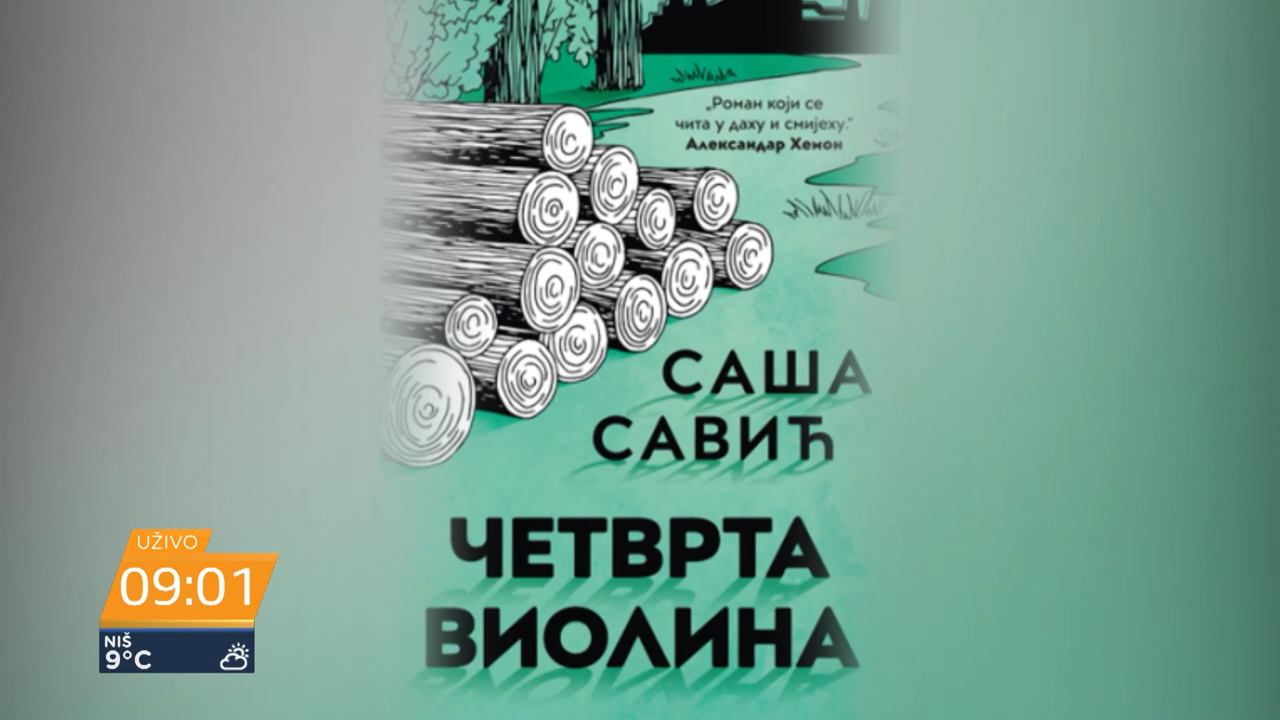 „Роман који се
чита у даху и смијеху.“
Александар Хемон
САША
САВИЋ
ЧЕТВРТА
ВИОЛИНА
UŽIVO
09:01
NIŠ
9°C